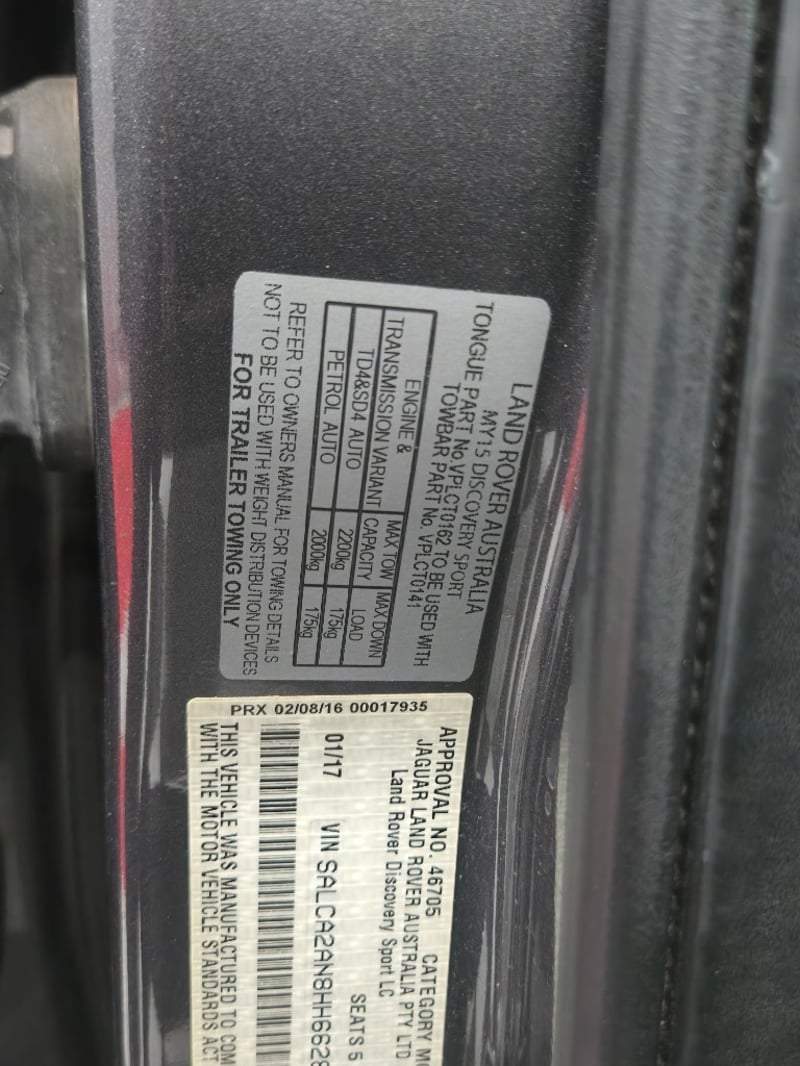 LAND ROVER AUSTRALIA
MY15 DISCOVERY SPORT
TONGUE PART No.VPLCT0162 TO BE USED WITH
TOWBAR PART No. VPLCT0141
ENGINE & TRANSMISSION VARIANT MAX TOW CAPACITY MAX DOWN LOAD
TD4&SD4 AUTO 2200kg 175kg
PETROL AUTO 2000kg 175kg
REFER TO OWNERS MANUAL FOR TOWING DETAILS
NOT TO BE USED WITH WEIGHT DISTRIBUTION DEVICES
FOR TRAILER TOWING ONLY
PRX 02/08/16 00017935
APPROVAL NO. 46705 CATEGORY
JAGUAR LAND ROVER AUSTRALIA PTY LTD
Land Rover Discovery Sport LC
SEATS 5
01/17 VIN SALCA2AN8HH6628
THIS VEHICLE WAS MANUFACTURED TO COM
WITH THE MOTOR VEHICLE STANDARDS ACT